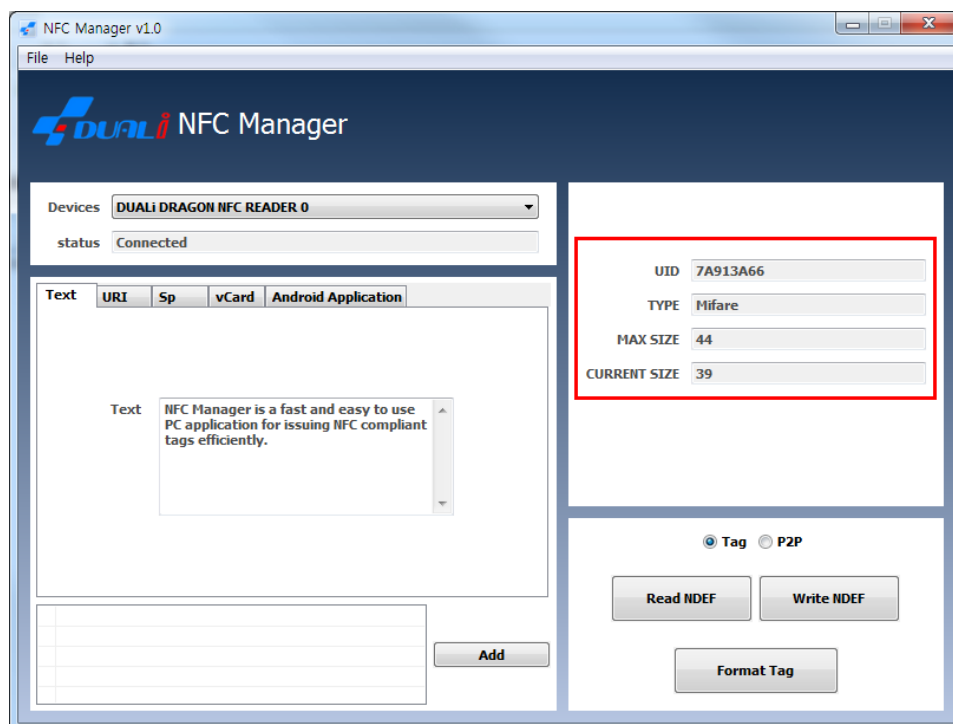 NFC Manager v1.0
File Help
DUALi NFC Manager
Devices DUALi DRAGON NFC READER 0
status Connected
Text URI Sp vCard Android Application
Text NFC Manager is a fast and easy to use
PC application for issuing NFC compliant
tags efficiently.
Add
UID 7A913A66
TYPE Mifare
MAX SIZE 44
CURRENT SIZE 39
Tag P2P
Read NDEF Write NDEF
Format Tag